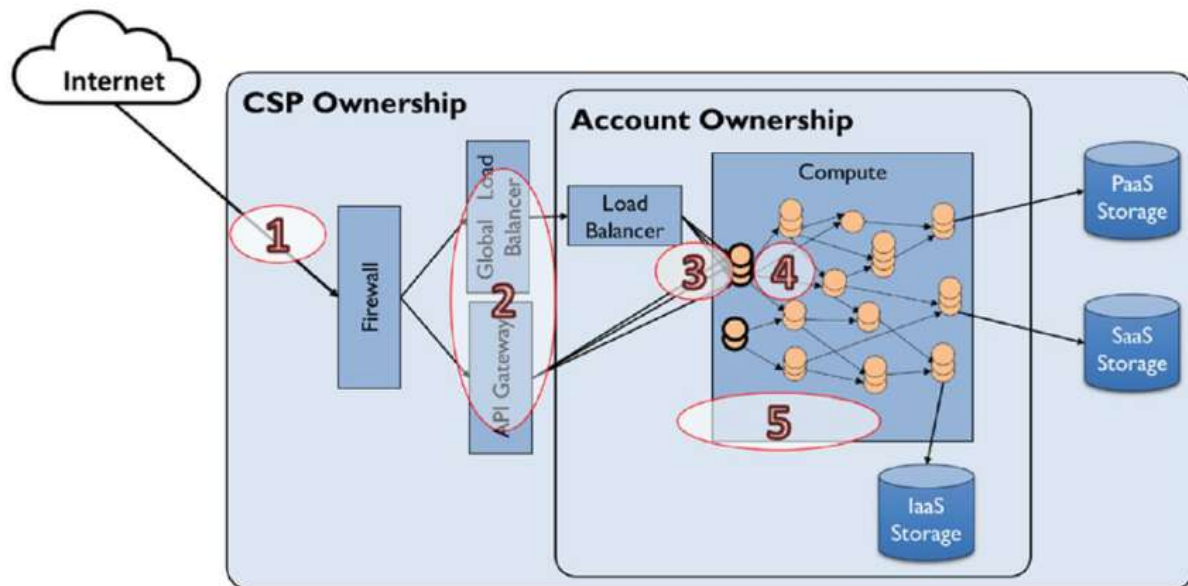 Internet
CSP Ownership
Account Ownership
1
Firewall
Global Load
Balancer
2
API Gateway
Load
Balancer
3
4
Compute
5
PaaS
Storage
SaaS
Storage
IaaS
Storage